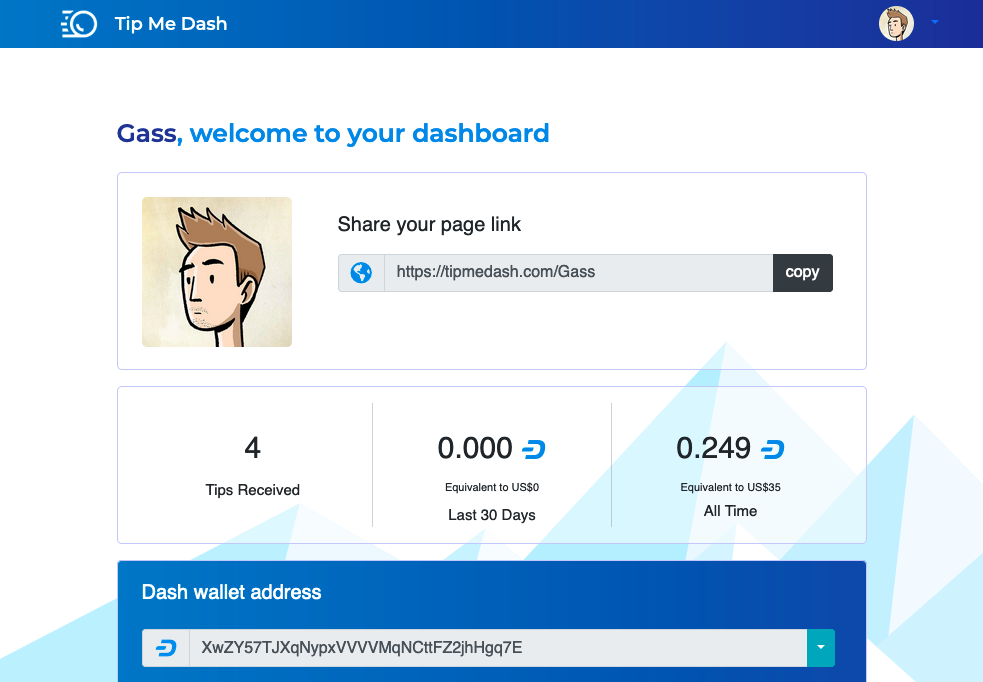 Tip Me Dash
Gass, welcome to your dashboard
Share your page link
https://tipmedash.com/Gass
copy
4
Tips Received
0.000
Equivalent to US$0
Last 30 Days
0.249
Equivalent to US$35
All Time
Dash wallet address
XwZY57TJXqNypxVVVVMqNCttFZ2jhHgq7E